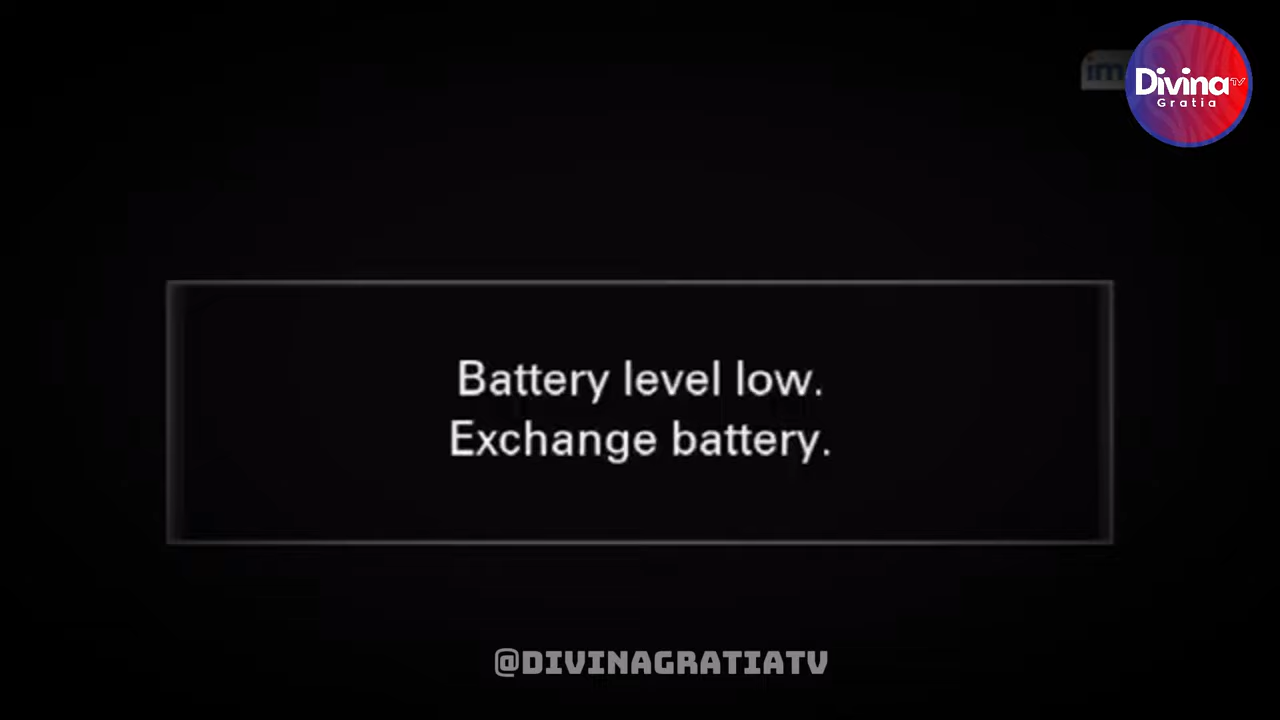 Divina TV
Gratia
Battery level low.
Exchange battery.
@DIVINAGRATIATV